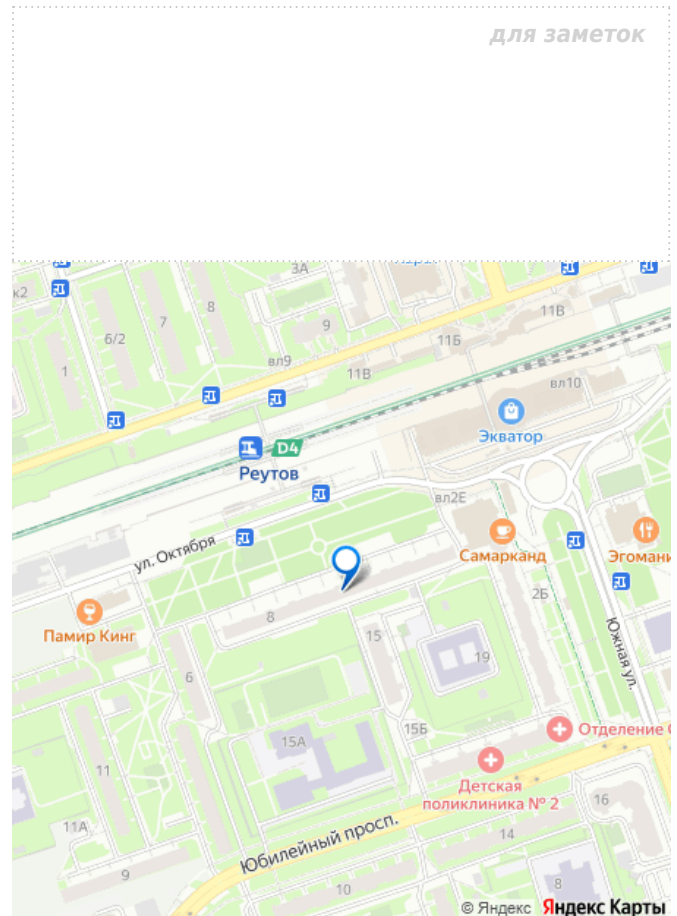 для заметок
3А
к2
11В
8
7
9
6/2
11Б
вл9
1
11В
вл10
Экватор
D4
Реутов
вл2Е
ул. Октября
Самарканд
Эгомани
2Б
8
Памир Кинг
15
19
Южная ул.
6
15Б
Отделение С
15А
11
Детская
поликлиника № 2
16
11А
Юбилейный просп.
14
9
10
8
© Яндекс Яндекс Карты